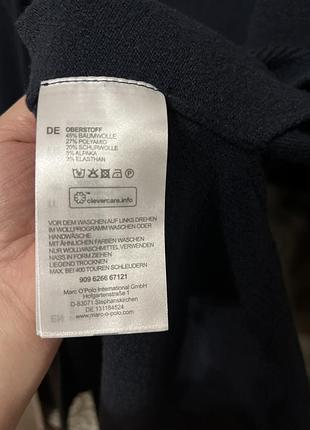 DE OBERSTOFF
45% BAUMWOLLE
27% POLYAMID
20% SCHURWOLLE
5% ALPAKA
3% ELASTHAN
clevercare.info
VOR DEM WASCHEN AUF LINKS DREHEN
IM WOLLPROGRAMM WASCHEN ODER
HANDWÄSCHE
MIT ÄHNLICHEN FARBEN WASCHEN
NUR WOLLWASCHMITTEL VERWENDEN
NASS IN FORM ZIEHEN
LIEGEND TROCKNEN
MAX. BEI 400 TOUREN SCHLEUDERN
909 6266 67121
Marc O'Polo International GmbH
Hofgartenstraße 1
D-83071 Stephanskirchen
DE 131184524
www.marc-o-polo.com